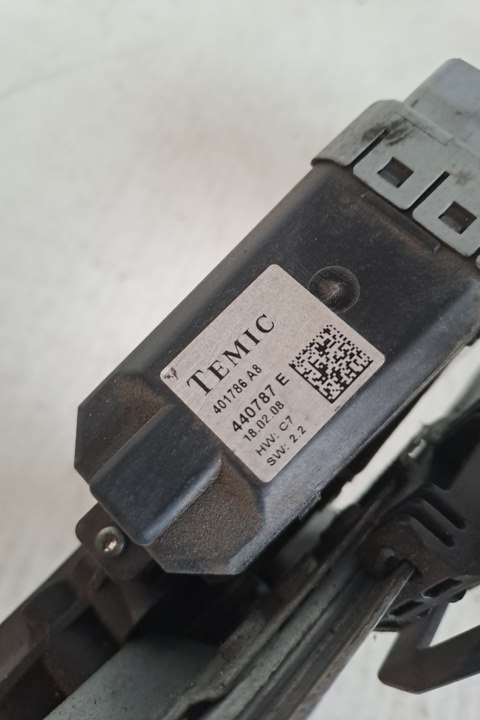 TEMIC
401786 A8
440787 E
18.02.08
HW: C7
SW: 2.2